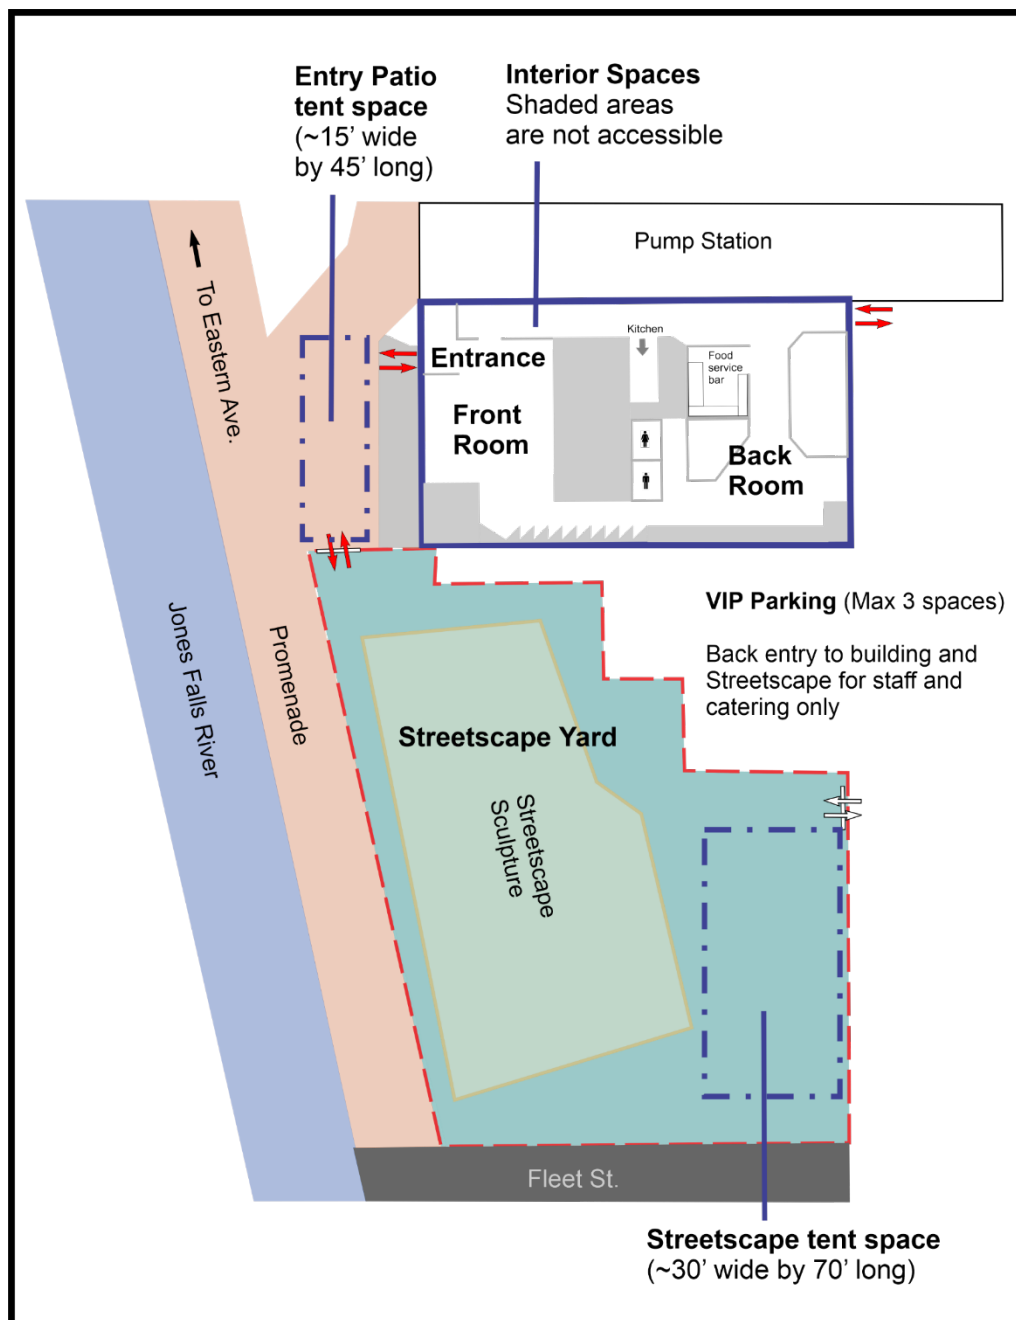 Entry Patio
tent space
(~15’ wide
by 45’ long)
Interior Spaces
Shaded areas
are not accessible
Pump Station
To Eastern Ave.
Kitchen
Entrance
Food
service
bar
Front
Room
Back
Room
VIP Parking (Max 3 spaces)
Back entry to building and
Streetscape for staff and
catering only
Jones Falls River
Promenade
Streetscape Yard
Streetscape
Sculpture
Fleet St.
Streetscape tent space
(~30’ wide by 70’ long)